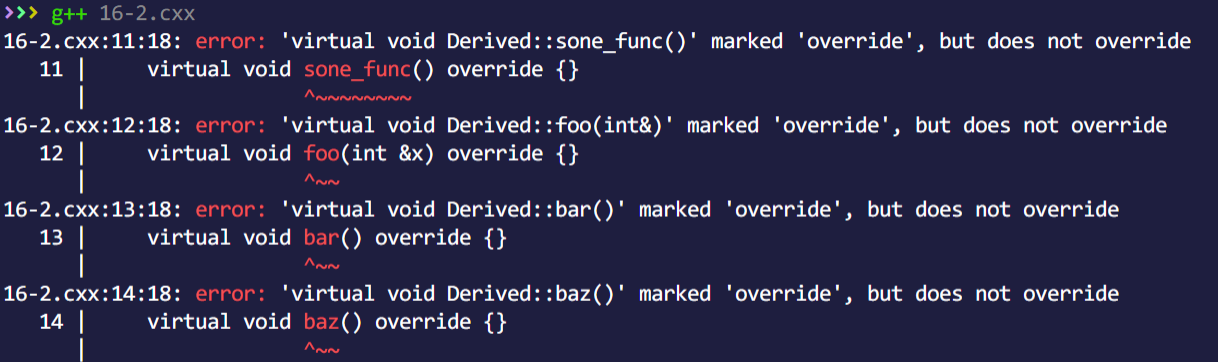 >>> g++ 16-2.cxx
16-2.cxx:11:18: error: 'virtual void Derived::sone_func()' marked 'override', but does not override
   11 |     virtual void sone_func() override {}
      |                  ^~~~~~~~~
16-2.cxx:12:18: error: 'virtual void Derived::foo(int&)' marked 'override', but does not override
   12 |     virtual void foo(int &x) override {}
      |                  ^~~
16-2.cxx:13:18: error: 'virtual void Derived::bar()' marked 'override', but does not override
   13 |     virtual void bar() override {}
      |                  ^~~
16-2.cxx:14:18: error: 'virtual void Derived::baz()' marked 'override', but does not override
   14 |     virtual void baz() override {}
      |                  ^~~